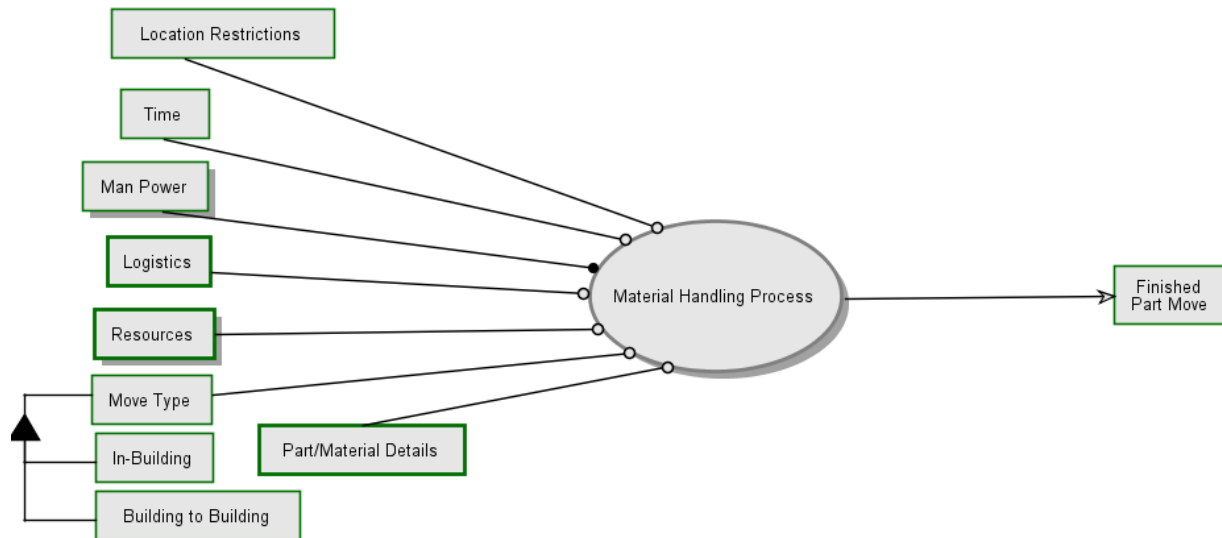 Location Restrictions
Time
Man Power
Logistics
Material Handling Process
Finished
Part Move
Resources
Move Type
Part/Material Details
In-Building
Building to Building